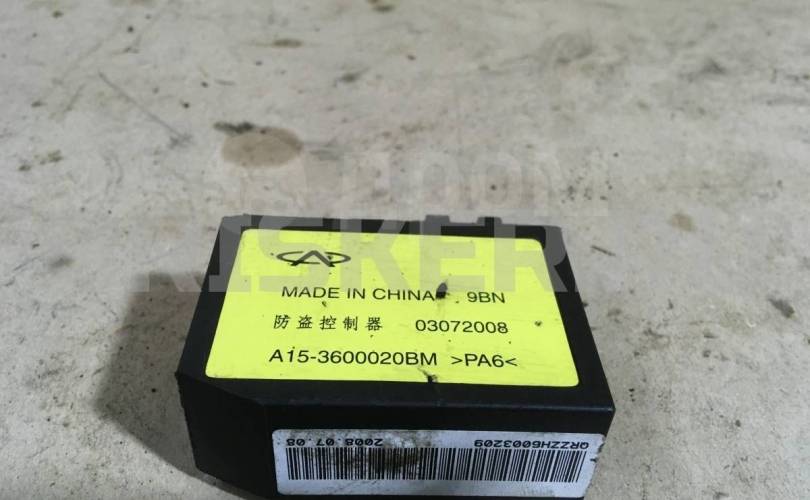 MADE IN CHINA 9BN
防盗控制器 03072008
A15-3600020BM >PA6<
QRZZH6003209 2008.07.08